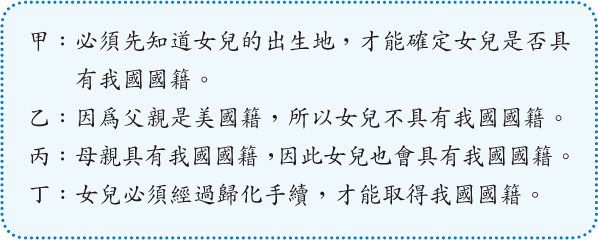 甲：必須先知道女兒的出生地，才能確定女兒是否具
有我國國籍。
乙：因為父親是美國籍，所以女兒不具有我國國籍。
丙：母親具有我國國籍，因此女兒也會具有我國國籍。
丁：女兒必須經過歸化手續，才能取得我國國籍。